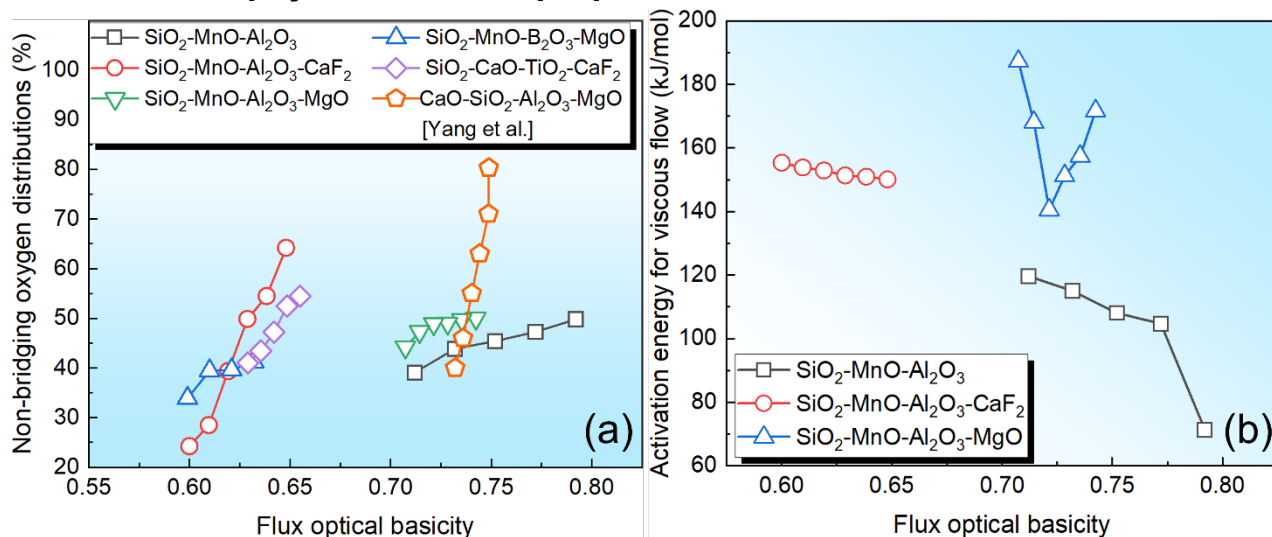 Non-bridging oxygen distributions (%)
SiO₂-MnO-Al₂O₃
SiO₂-MnO-Al₂O₃-CaF₂
SiO₂-MnO-Al₂O₃-MgO
SiO₂-MnO-B₂O₃-MgO
SiO₂-CaO-TiO₂-CaF₂
CaO-SiO₂-Al₂O₃-MgO
[Yang et al.]
100
90
80
70
60
50
40
30
20
(a)
0.55 0.60 0.65 0.70 0.75 0.80
Flux optical basicity
Activation energy for viscous flow (kJ/mol)
200
180
160
140
120
100
80
60
SiO₂-MnO-Al₂O₃
SiO₂-MnO-Al₂O₃-CaF₂
SiO₂-MnO-Al₂O₃-MgO
(b)
0.60 0.65 0.70 0.75 0.80
Flux optical basicity